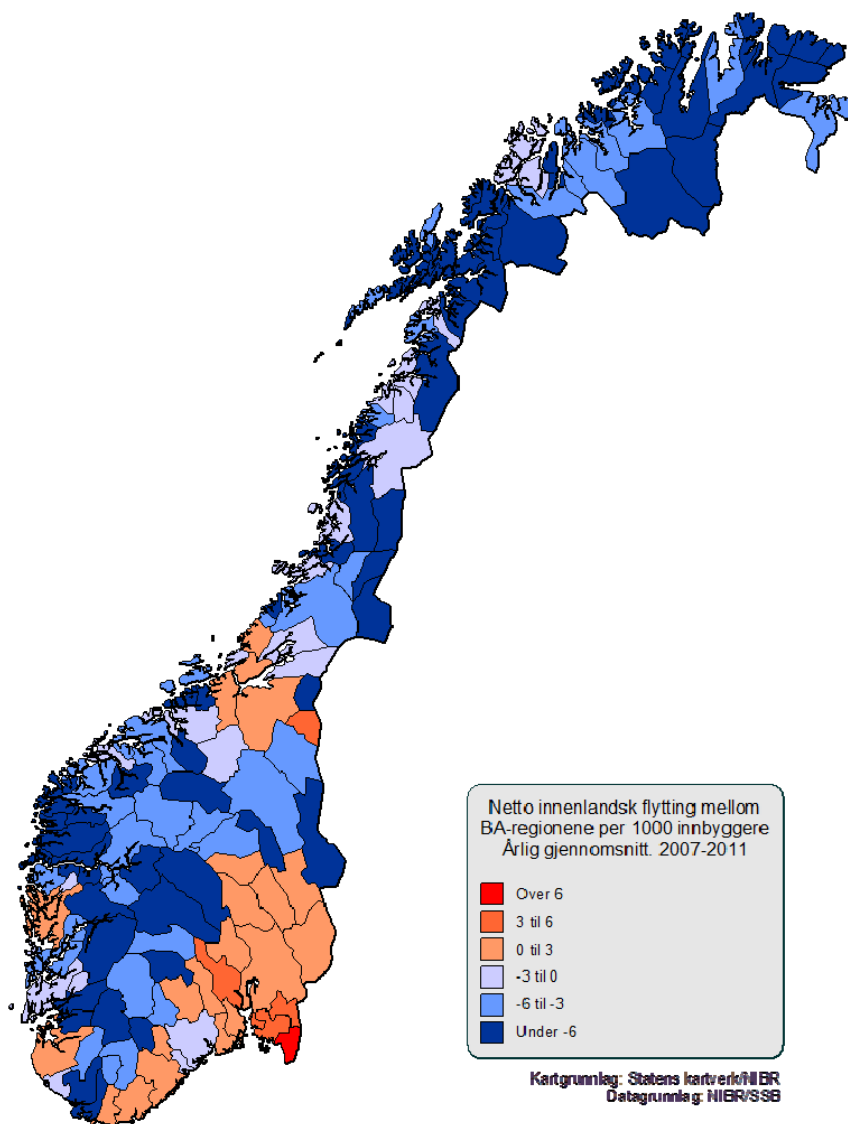 Netto innenlandsk flytting mellom
BA-regionene per 1000 innbyggere
Årlig gjennomsnitt. 2007-2011
Over 6
3 til 6
0 til 3
-3 til 0
-6 til -3
Under -6
Kartgrunnlag: Statens kartverk/NIBR
Datagrunnlag: NIBR/SSB